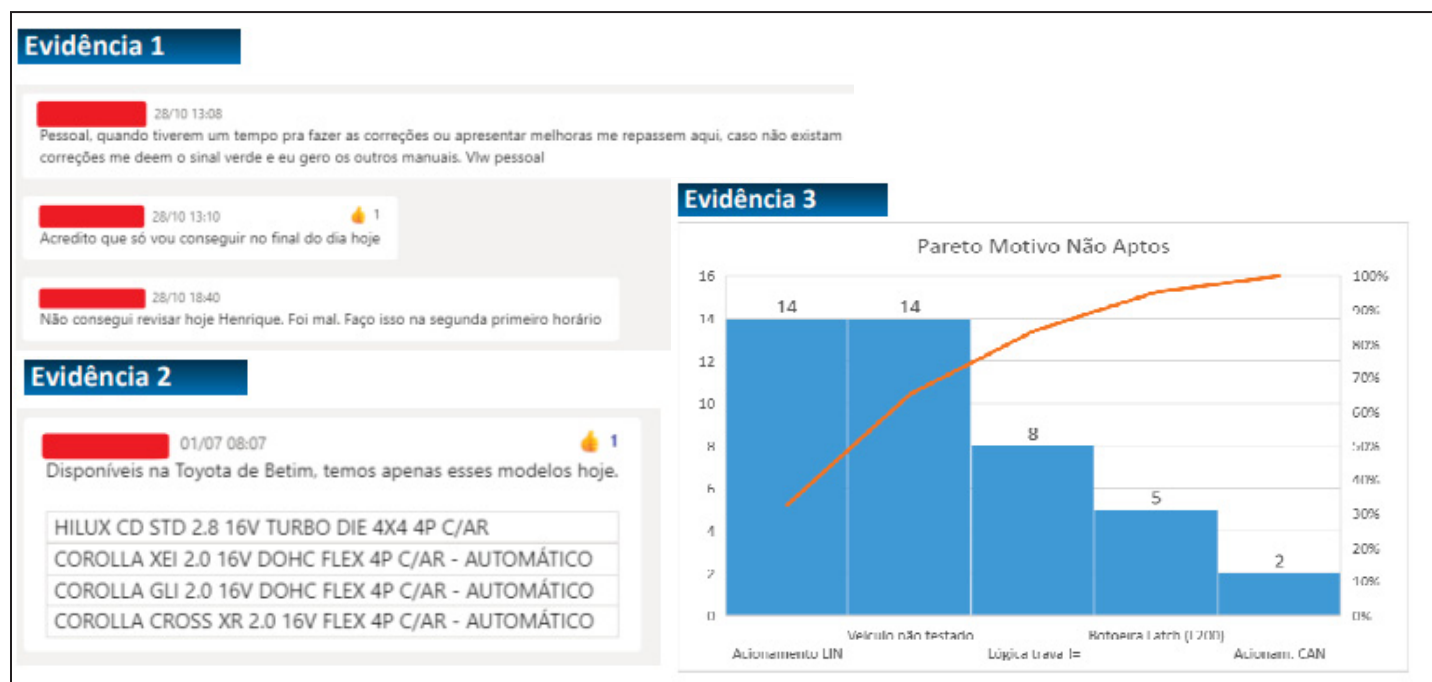 Evidência 1
28/10 13:08
Pessoal, quando tiverem um tempo pra fazer as correções ou apresentar melhoras me repassem aqui, caso não existam
correções me deem o sinal verde e eu gero os outros manuais. Vlw pessoal
28/10 13:10
👍 1
Acredito que só vou conseguir no final do dia hoje
28/10 18:40
Não consegui revisar hoje Henrique. Foi mal. Faço isso na segunda primeiro horário
Evidência 2
01/07 08:07
👍 1
Disponíveis na Toyota de Betim, temos apenas esses modelos hoje.
HILUX CD STD 2.8 16V TURBO DIE 4X4 4P C/AR
COROLLA XEI 2.0 16V DOHC FLEX 4P C/AR - AUTOMÁTICO
COROLLA GLI 2.0 16V DOHC FLEX 4P C/AR - AUTOMÁTICO
COROLLA CROSS XR 2.0 16V FLEX 4P C/AR - AUTOMÁTICO
Evidência 3
Pareto Motivo Não Aptos
16
14
12
10
8
6
4
2
0
14
14
8
5
2
100%
90%
80%
70%
60%
50%
40%
30%
20%
10%
0%
Veículo não testado
Botoeira Latch (L200)
Acionamento LIN
Lógica trava
Acionam. CAN